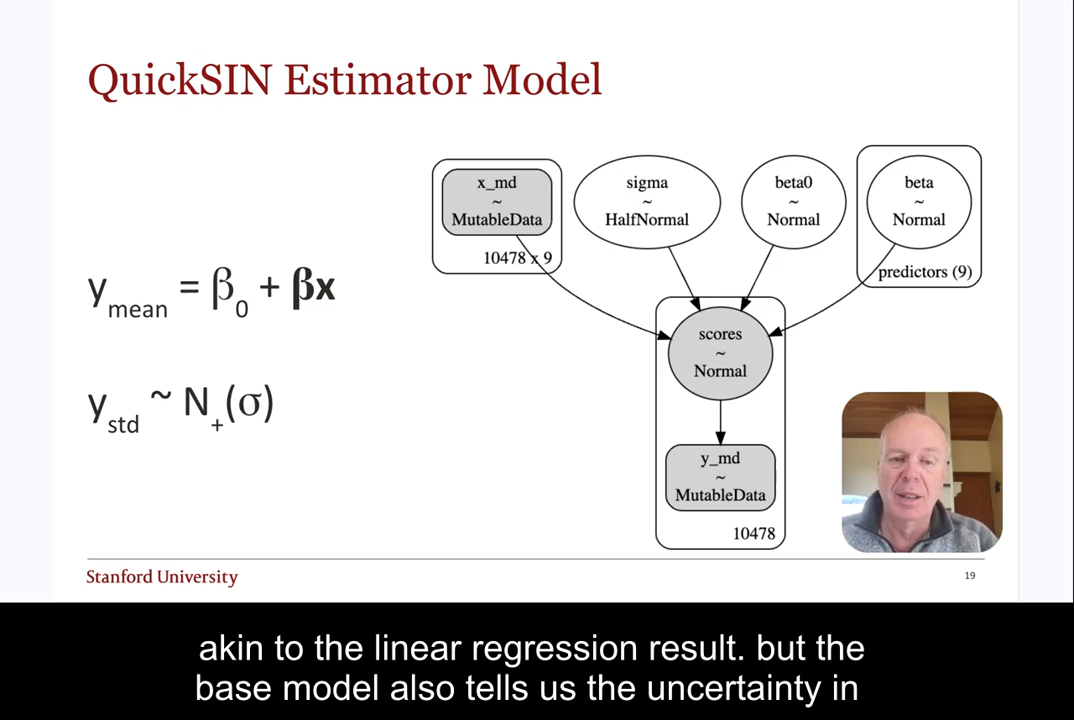 QuickSIN Estimator Model
y mean = β 0 + βx
y std ~ N + (σ)
x_md
~
MutableData
10478 x 9
sigma
~
HalfNormal
beta0
~
Normal
beta
~
Normal
predictors (9)
scores
~
Normal
y_md
~
MutableData
10478
Stanford University
19
akin to the linear regression result. but the
base model also tells us the uncertainty in